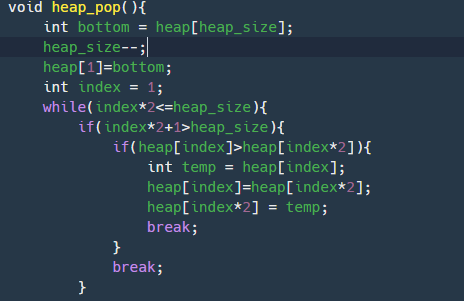 void heap_pop(){
    int bottom = heap[heap_size];
    heap_size--;
    heap[1]=bottom;
    int index = 1;
    while(index*2<=heap_size){
        if(index*2+1>heap_size){
            if(heap[index]>heap[index*2]){
                int temp = heap[index];
                heap[index]=heap[index*2];
                heap[index*2] = temp;
                break;
            }
            break;
        }